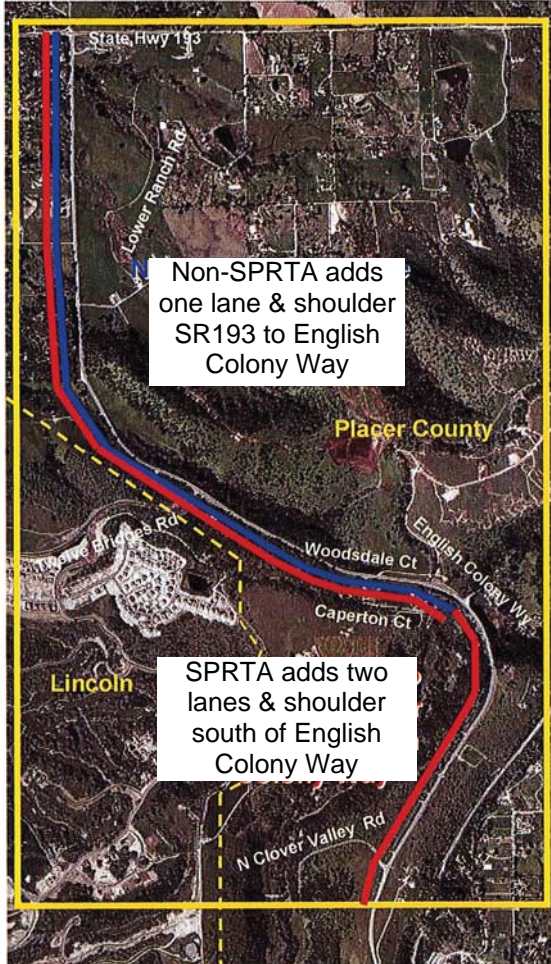 State Hwy 193
Lower Ranch Rd
Non-SPRTA adds
one lane & shoulder
SR193 to English
Colony Way
Placer County
Twelve Bridges Rd
Woodsdale Ct
English Colony Wy
Caperton Ct
Lincoln
SPRTA adds two
lanes & shoulder
south of English
Colony Way
N Clover Valley Rd